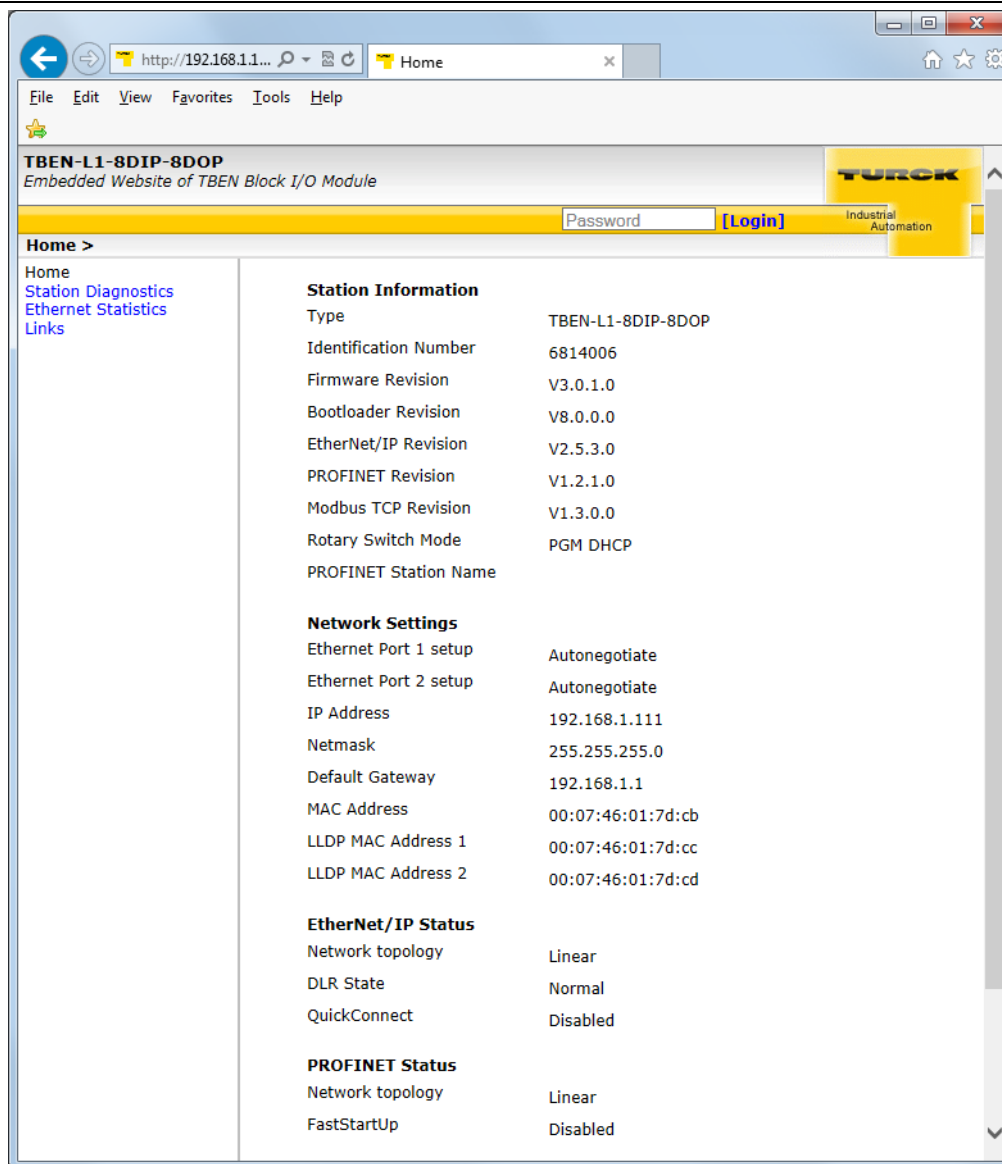 http://192.168.1.1... Home
File Edit View Favorites Tools Help
TBEN-L1-8DIP-8DOP
Embedded Website of TBEN Block I/O Module
TURCK
Industrial
Automation
Password [Login]
Home >
Home
Station Diagnostics
Ethernet Statistics
Links
Station Information
Type TBEN-L1-8DIP-8DOP
Identification Number 6814006
Firmware Revision V3.0.1.0
Bootloader Revision V8.0.0.0
EtherNet/IP Revision V2.5.3.0
PROFINET Revision V1.2.1.0
Modbus TCP Revision V1.3.0.0
Rotary Switch Mode PGM DHCP
PROFINET Station Name
Network Settings
Ethernet Port 1 setup Autonegotiate
Ethernet Port 2 setup Autonegotiate
IP Address 192.168.1.111
Netmask 255.255.255.0
Default Gateway 192.168.1.1
MAC Address 00:07:46:01:7d:cb
LLDP MAC Address 1 00:07:46:01:7d:cc
LLDP MAC Address 2 00:07:46:01:7d:cd
EtherNet/IP Status
Network topology Linear
DLR State Normal
QuickConnect Disabled
PROFINET Status
Network topology Linear
FastStartUp Disabled